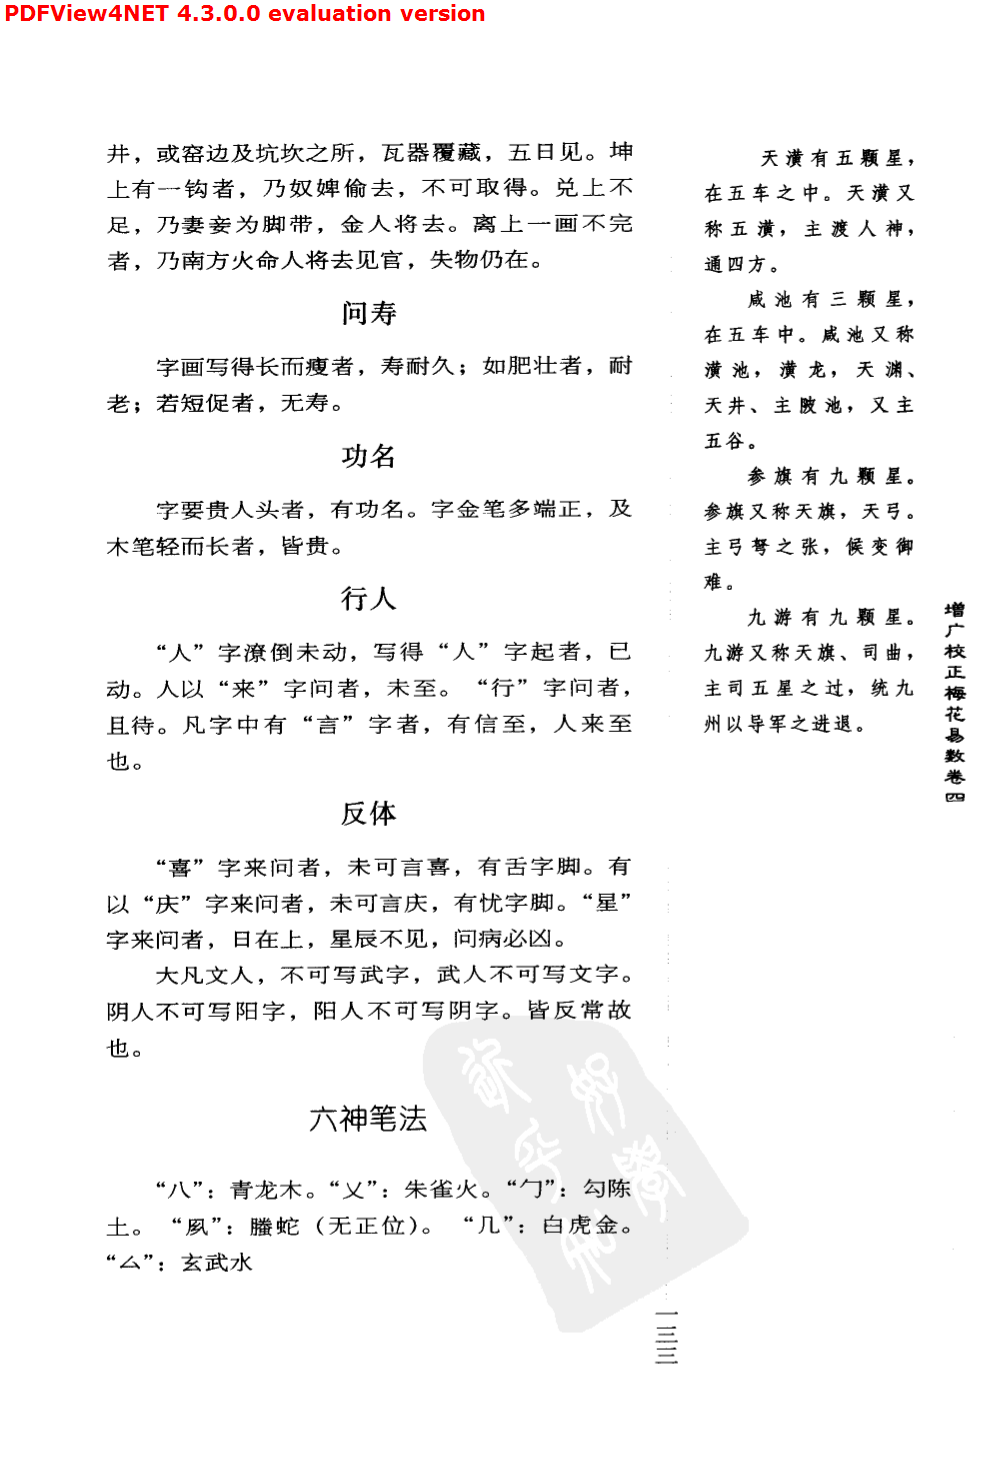 PDFView4NET 4.3.0.0 evaluation version
井，或窑边及坑坎之所，瓦器覆藏，五日见。坤
上有一钩者，乃奴婢偷去，不可取得。兑上不
足，乃妻妾为脚带，金人将去。离上一画不完
者，乃南方火命人将去见官，失物仍在。
问寿
字画写得长而瘦者，寿耐久；如肥壮者，耐
老；若短促者，无寿。
功名
字要贵人头者，有功名。字金笔多端正，及
木笔轻而长者，皆贵。
行人
“人”字潦倒未动，写得“人”字起者，已
动。人以“来”字问者，未至。“行”字问者，
且待。凡字中有“言”字者，有信至，人来至
也。
反体
“喜”字来问者，未可言喜，有舌字脚。有
以“庆”字来问者，未可言庆，有忧字脚。“星”
字来问者，日在上，星辰不见，问病必凶。
大凡文人，不可写武字，武人不可写文字。
阴人不可写阳字，阳人不可写阴字。皆反常故
也。
六神笔法
“八”：青龙木。“乂”：朱雀火。“勹”：勾陈
土。“夙”：螣蛇（无正位）。“几”：白虎金。
“厶”：玄武水
天潢有五颗星，
在五车之中。天潢又
称五潢，主渡人神，
通四方。
咸池有三颗星，
在五车中。咸池又称
潢池，潢龙，天渊、
天井、主陂池，又主
五谷。
参旗有九颗星。
参旗又称天旗，天弓。
主弓弩之张，候变御
难。
九游有九颗星。
九游又称天旗、司曲，
主司五星之过，统九
州以导军之进退。
增广校正梅花易数卷四
一三三